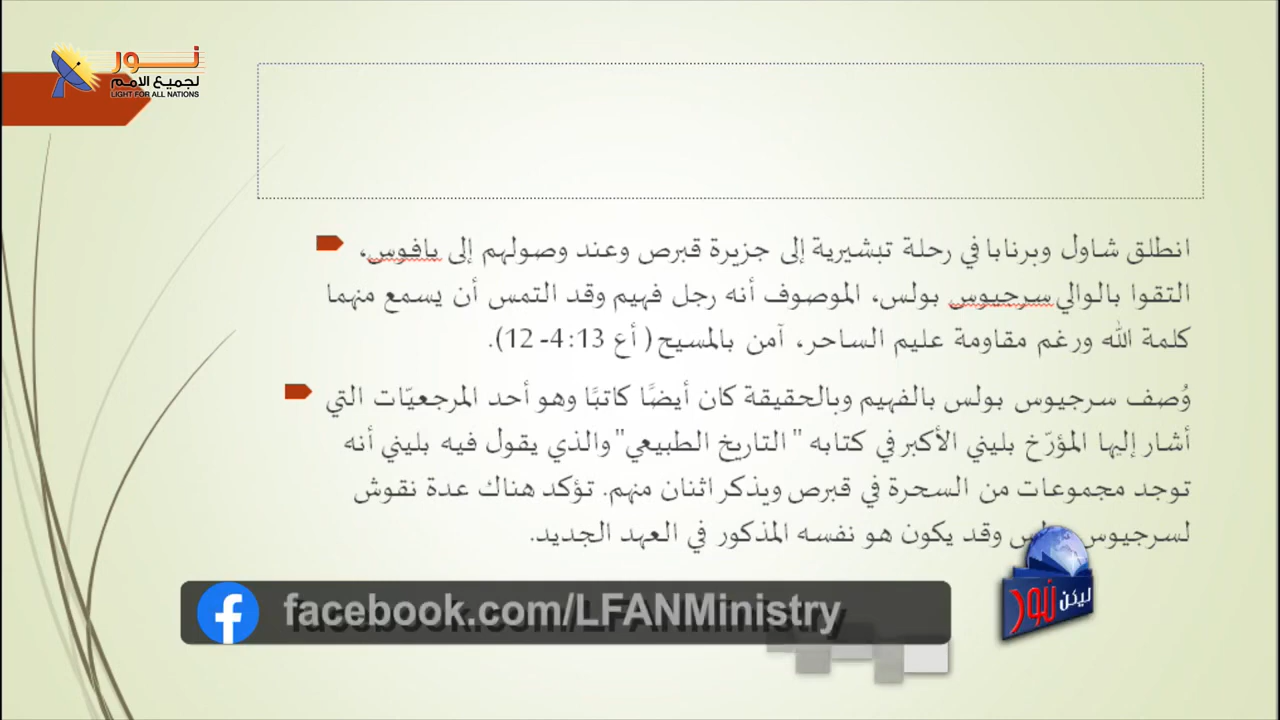 نور
لجميع الامم
LIGHT FOR ALL NATIONS
انطلق شاول وبرنابا في رحلة تبشيرية إلى جزيرة قبرص وعند وصولهم إلى بافوس،
التقوا بالوالي سرجيوس بولس، الموصوف أنه رجل فهيم وقد التمس أن يسمع منهما
كلمة الله ورغم مقاومة عليم الساحر، آمن بالمسيح ( أع 13: 4- 12).
وُصف سرجيوس بولس بالفهيم وبالحقيقة كان أيضًا كاتبًا وهو أحد المرجعيّات التي
أشار إليها المؤرّخ بليني الأكبر في كتابه " التاريخ الطبيعي" والذي يقول فيه بليني أنه
توجد مجموعات من السحرة في قبرص ويذكر اثنان منهم. تؤكد هناك عدة نقوش
لسرجيوس وقد يكون هو نفسه المذكور في العهد الجديد.
facebook.com/LFANMinistry
ليكن نور